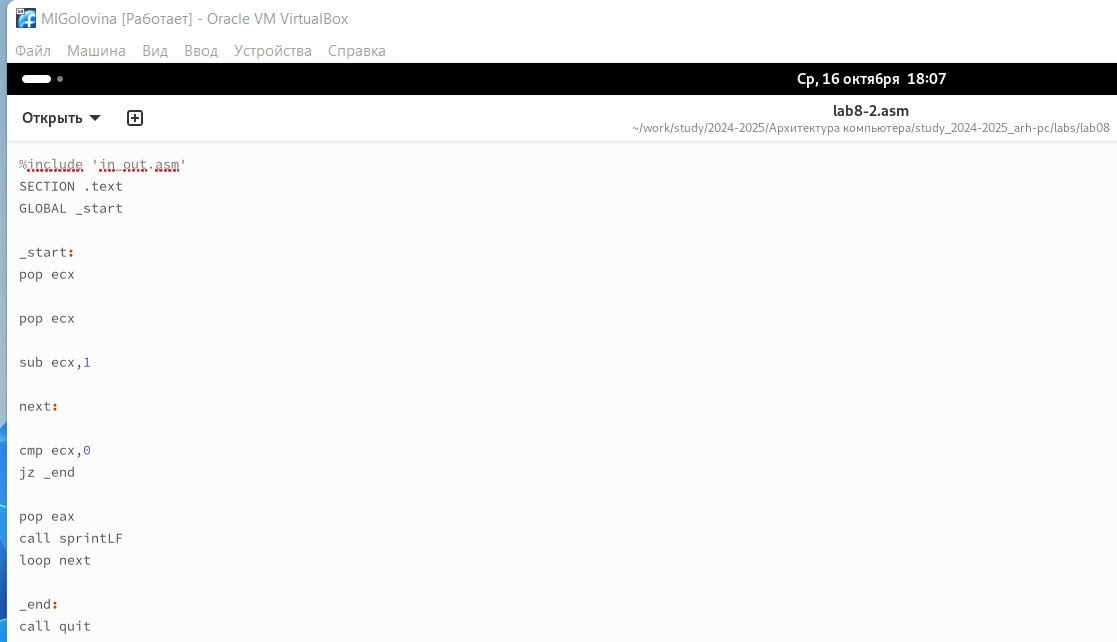 MIGolovina [Работает] - Oracle VM VirtualBox
Файл Машина Вид Ввод Устройства Справка
Ср, 16 октября 18:07
Открыть
lab8-2.asm
~/work/study/2024-2025/Архитектура компьютера/study_2024-2025_arh-pc/labs/lab08
%include 'in_out.asm'
SECTION .text
GLOBAL _start
_start:
pop ecx
pop ecx
sub ecx,1
next:
cmp ecx,0
jz _end
pop eax
call sprintLF
loop next
_end:
call quit